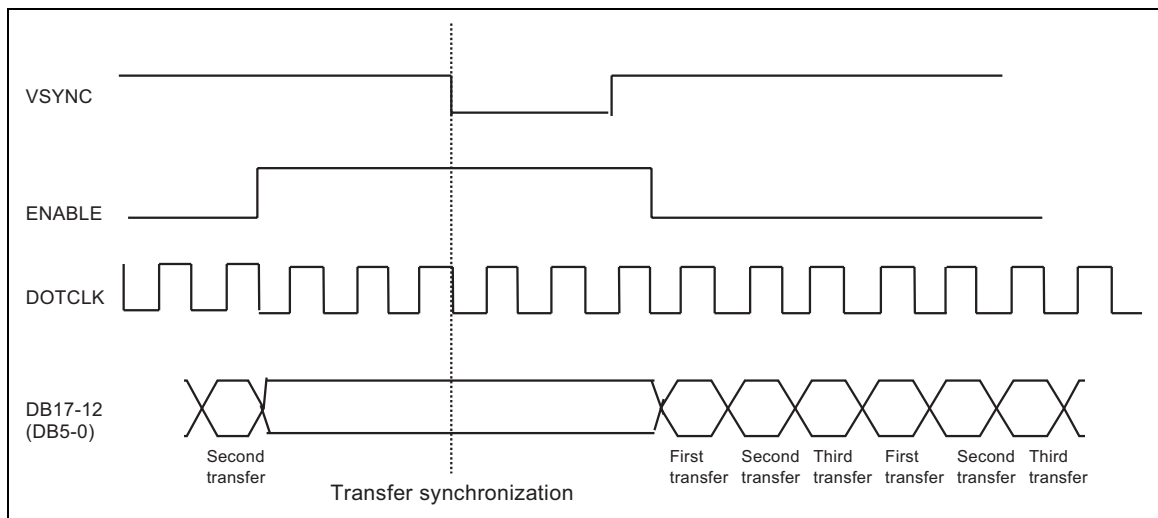 VSYNC
ENABLE
DOTCLK
DB17-12
(DB5-0)
Second
transfer
First
transfer
Second
transfer
Third
transfer
First
transfer
Second
transfer
Third
transfer
Transfer synchronization